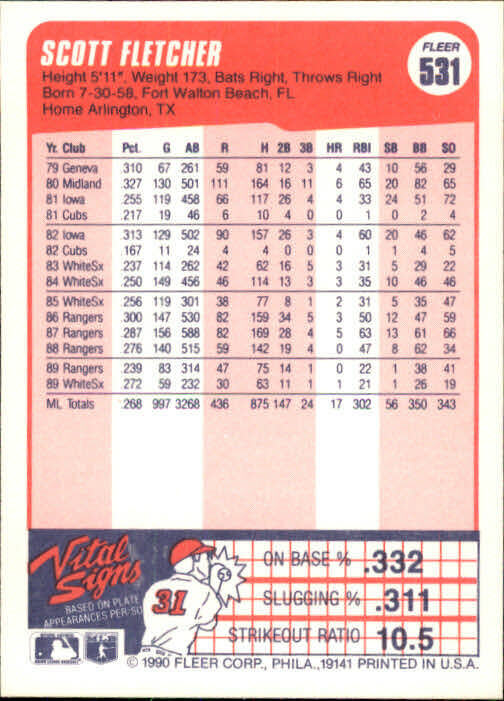 SCOTT FLETCHER
FLEER
531
Height 5'11", Weight 173, Bats Right, Throws Right
Born 7-30-58, Fort Walton Beach, FL
Home Arlington, TX
Yr. Club Pct. G AB R H 2B 3B HR RBI SB BB SO
79 Geneva .310 67 261 59 81 12 3 4 43 10 56 29
80 Midland .327 130 501 111 164 16 11 6 65 20 82 65
81 Iowa .255 119 458 66 117 26 4 4 33 24 51 72
81 Cubs .217 19 46 6 10 4 0 0 1 0 2 4
82 Iowa .313 129 502 90 157 26 3 4 60 20 46 62
82 Cubs .167 11 24 4 4 0 0 0 1 1 4 5
83 WhiteSx .237 114 262 42 62 16 5 3 31 5 29 22
84 WhiteSx .250 149 456 46 114 13 3 3 35 10 46 46
85 WhiteSx .256 119 301 38 77 8 1 2 31 5 35 47
86 Rangers .300 147 530 82 159 34 5 3 50 12 47 59
87 Rangers .287 156 588 82 169 28 4 5 63 13 61 66
88 Rangers .276 140 515 59 142 19 4 0 47 8 62 34
89 Rangers .239 83 314 47 75 14 1 0 22 1 38 41
89 WhiteSx .272 59 232 30 63 11 1 1 21 1 26 19
ML Totals .268 997 3268 436 875 147 24 17 302 56 350 343
Vital Signs
BASED ON PLATE
APPEARANCES PER-SO
31
ON BASE % .332
SLUGGING % .311
STRIKEOUT RATIO 10.5
© 1990 FLEER CORP., PHILA., 19141 PRINTED IN U.S.A.